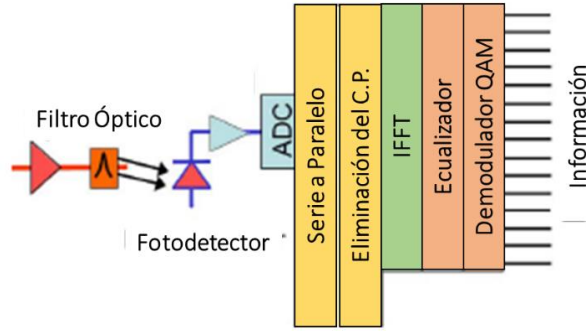 Filtro Óptico
Fotodetector
ADC
Serie a Paralelo
Eliminación del C.P.
IFFT
Ecualizador
Demodulador QAM
Información